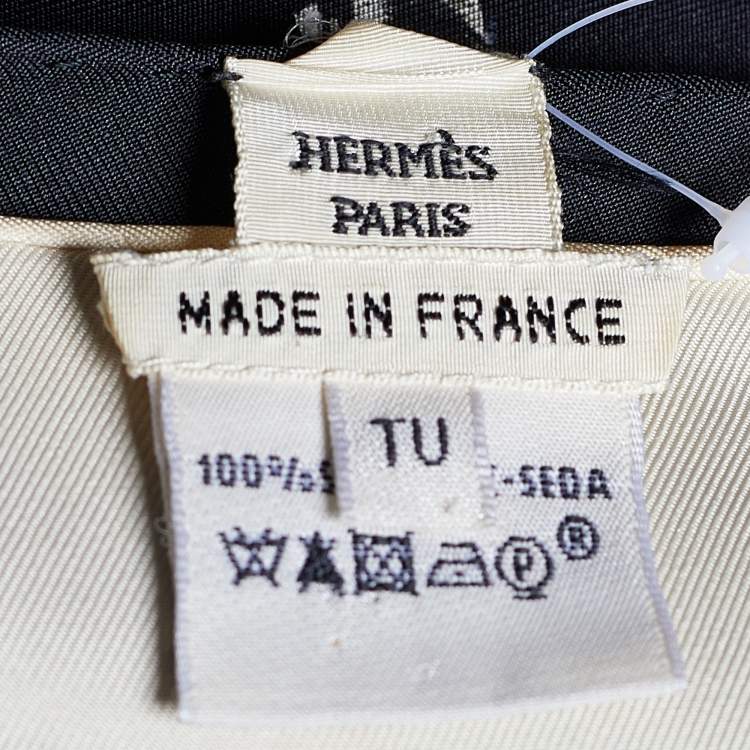 HERMÈS
PARIS
MADE IN FRANCE
TU
100% -SEDA
P ®